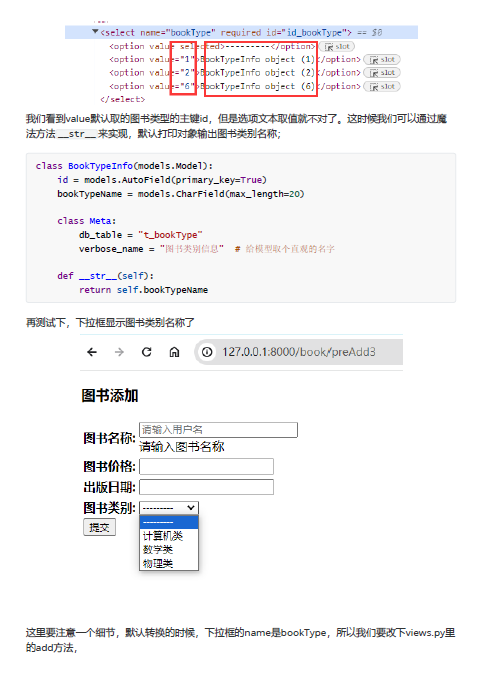 <select name="bookType" required id="id_bookType"> == $0
<option value selected>---------</option> slot
<option value="1">BookTypeInfo object (1)</option> slot
<option value="2">BookTypeInfo object (2)</option> slot
<option value="6">BookTypeInfo object (6)</option> slot
</select>
我们看到value默认取的图书类型的主键id，但是选项文本取值就不对了。这时候我们可以通过魔
法方法 __str__ 来实现，默认打印对象输出图书类别名称；
class BookTypeInfo(models.Model):
id = models.AutoField(primary_key=True)
bookTypeName = models.CharField(max_length=20)
class Meta:
db_table = "t_bookType"
verbose_name = "图书类别信息" # 给模型取个直观的名字
def __str__(self):
return self.bookTypeName
再测试下，下拉框显示图书类别名称了
127.0.0.1:8000/book/preAdd3
图书添加
图书名称: 请输入用户名
请输入图书名称
图书价格:
出版日期:
图书类别: ---------
提交 ---------
计算机类
数学类
物理类
这里要注意一个细节，默认转换的时候，下拉框的name是bookType，所以我们要改下views.py里
的add方法，